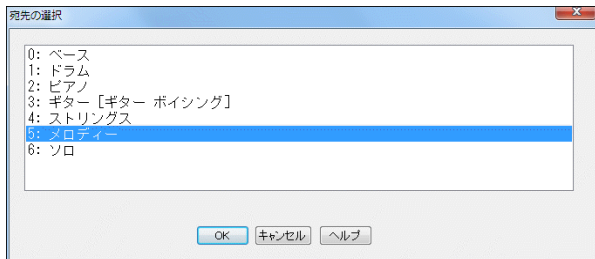 宛先の選択
0: ベース
1: ドラム
2: ピアノ
3: ギター [ギター ボイシング]
4: ストリングス
5: メロディー
6: ソロ
OK キャンセル ヘルプ